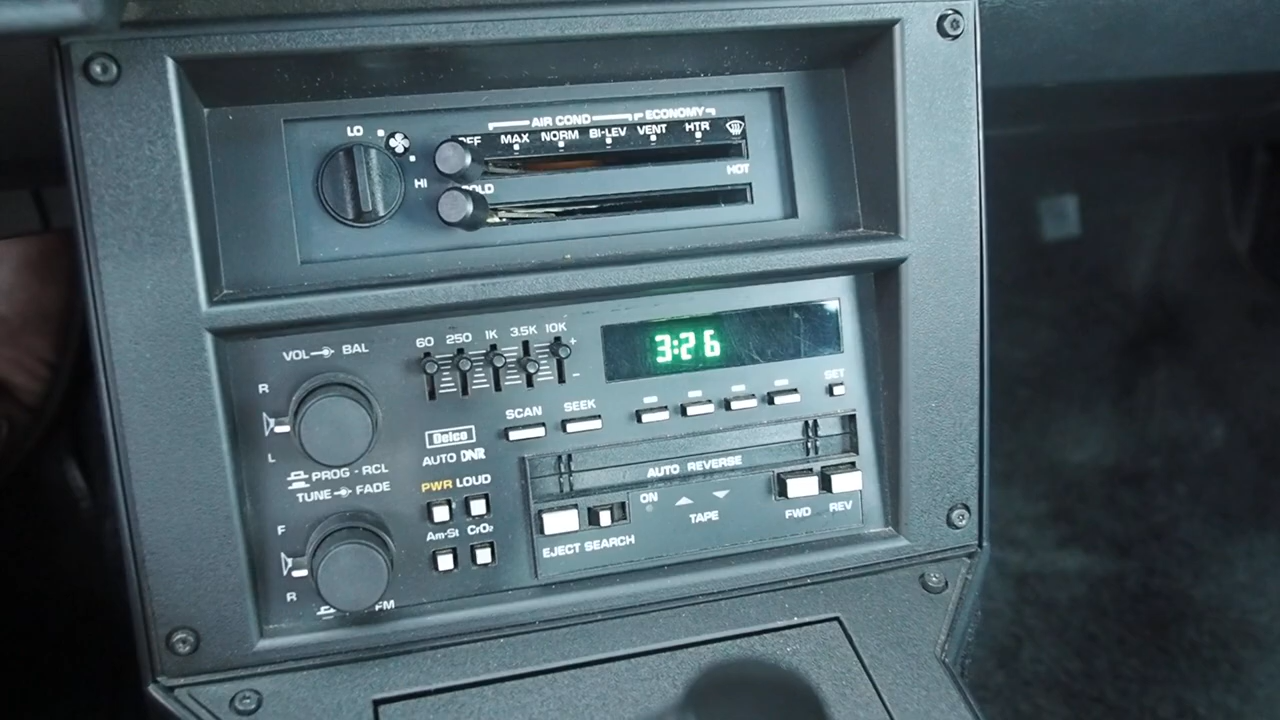 AIR COND ECONOMY
LO OFF MAX NORM BI-LEV VENT HTR
HI COLD HOT
60 250 1K 3.5K 10K
+
-
VOL BAL
3:26
R
L
SCAN SEEK SET
Delco
AUTO DNR
AUTO REVERSE
PROG - RCL
TUNE FADE
PWR LOUD
ON
TAPE
FWD REV
F
R
Am-St CrO₂
EJECT SEARCH
FM